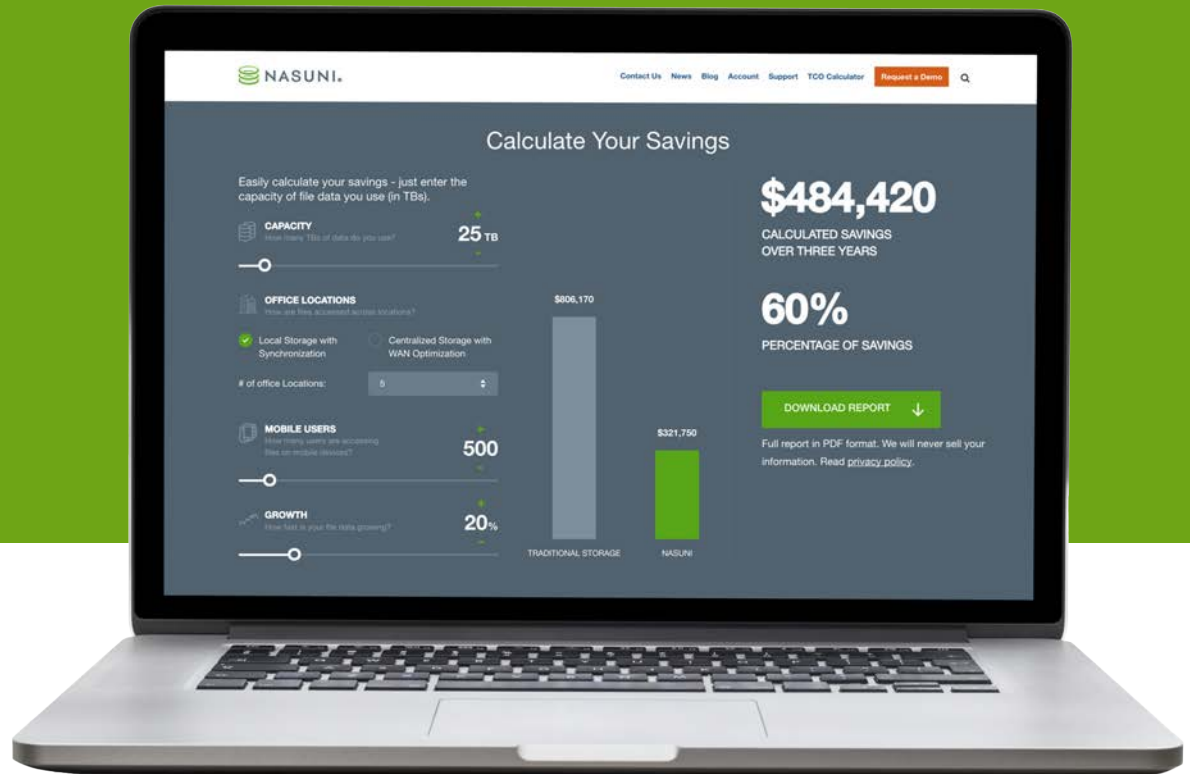 NASUNI.
Contact Us News Blog Account Support TCO Calculator Request a Demo
Calculate Your Savings
Easily calculate your savings - just enter the
capacity of file data you use (in TBs).
CAPACITY
How many TBs of data do you use?
25 TB
OFFICE LOCATIONS
How are files accessed across locations?
Local Storage with
Synchronization
Centralized Storage with
WAN Optimization
# of office Locations:
5
MOBILE USERS
How many users are accessing
files on mobile devices?
500
GROWTH
How fast is your file data growing?
20%
$806,170
TRADITIONAL STORAGE
$321,750
NASUNI
$484,420
CALCULATED SAVINGS
OVER THREE YEARS
60%
PERCENTAGE OF SAVINGS
DOWNLOAD REPORT
Full report in PDF format. We will never sell your
information. Read privacy policy.